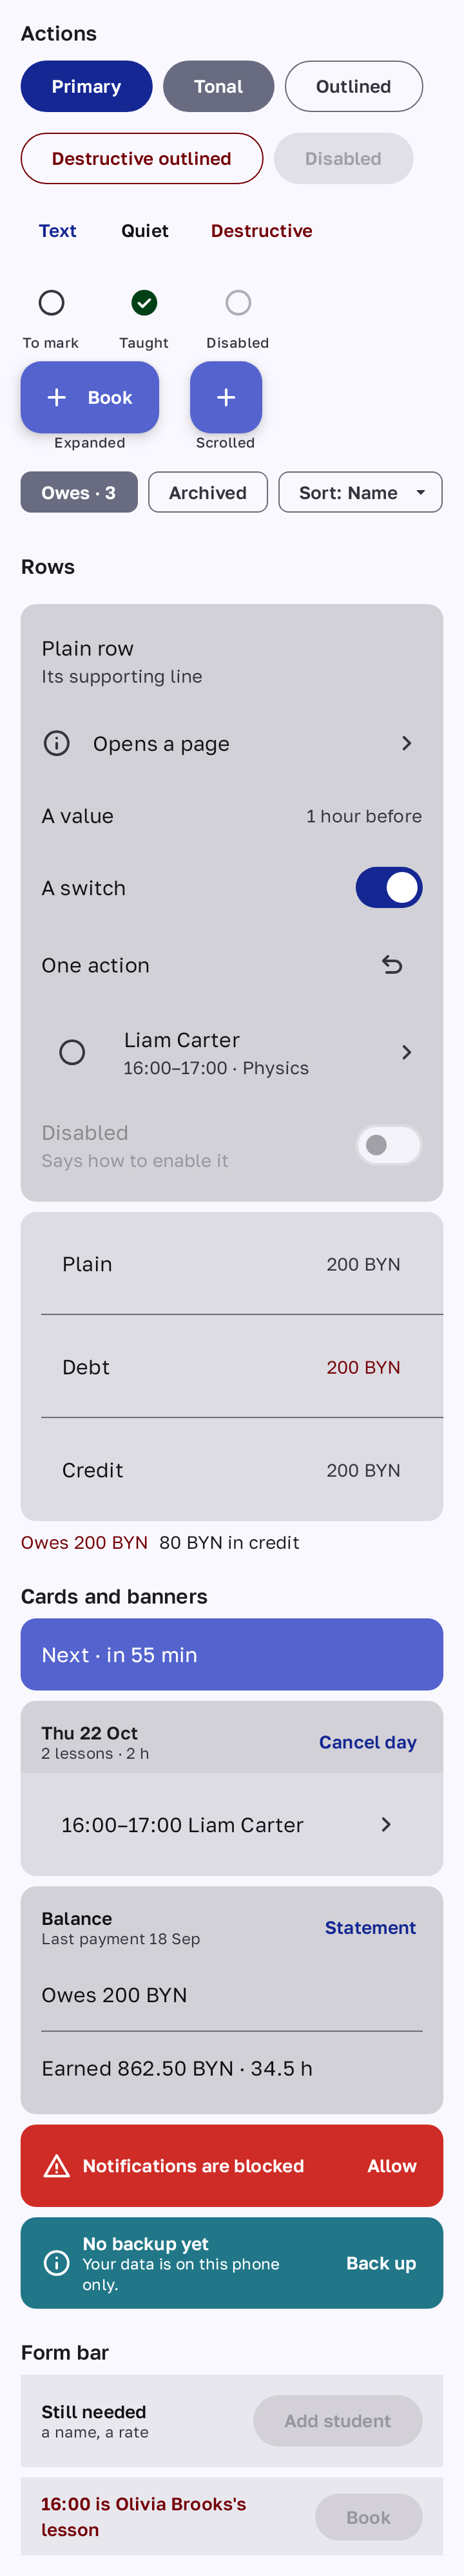 Actions
Primary
Tonal
Outlined
Destructive outlined
Disabled
Text
Quiet
Destructive
To mark
Taught
Disabled
Book
Expanded
Scrolled
Owes · 3
Archived
Sort: Name
Rows
Plain row
Its supporting line
Opens a page
A value
1 hour before
A switch
One action
Liam Carter
16:00–17:00 · Physics
Disabled
Says how to enable it
Plain
200 BYN
Debt
200 BYN
Credit
200 BYN
Owes 200 BYN 80 BYN in credit
Cards and banners
Next · in 55 min
Thu 22 Oct
2 lessons · 2 h
Cancel day
16:00–17:00 Liam Carter
Balance
Last payment 18 Sep
Statement
Owes 200 BYN
Earned 862.50 BYN · 34.5 h
Notifications are blocked
Allow
No backup yet
Your data is on this phone
only.
Back up
Form bar
Still needed
a name, a rate
Add student
16:00 is Olivia Brooks's
lesson
Book